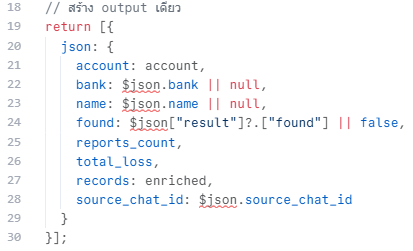 18 // สร้าง output เดียว
19 return [{
20 json: {
21 account: account,
22 bank: $json.bank || null,
23 name: $json.name || null,
24 found: $json["result"]?.["found"] || false,
25 reports_count,
26 total_loss,
27 records: enriched,
28 source_chat_id: $json.source_chat_id
29 }
30 }];